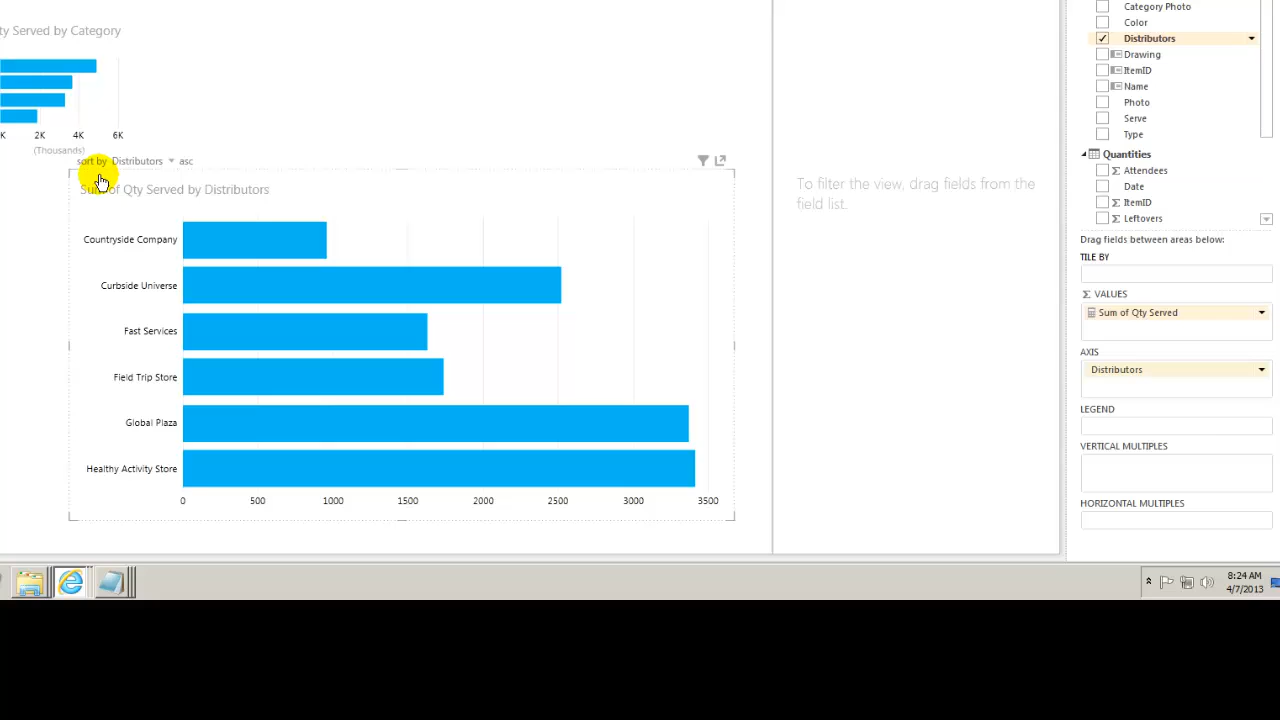 ty Served by Category
K 2K 4K 6K
(Thousands)
sort by Distributors asc
Sum of Qty Served by Distributors
Countryside Company
Curbside Universe
Fast Services
Field Trip Store
Global Plaza
Healthy Activity Store
0 500 1000 1500 2000 2500 3000 3500
To filter the view, drag fields from the
field list.
Category Photo
Color
Distributors
Drawing
ItemID
Name
Photo
Serve
Type
Quantities
Σ Attendees
Date
Σ ItemID
Σ Leftovers
Drag fields between areas below:
TILE BY
Σ VALUES
Sum of Qty Served
AXIS
Distributors
LEGEND
VERTICAL MULTIPLES
HORIZONTAL MULTIPLES
8:24 AM
4/7/2013